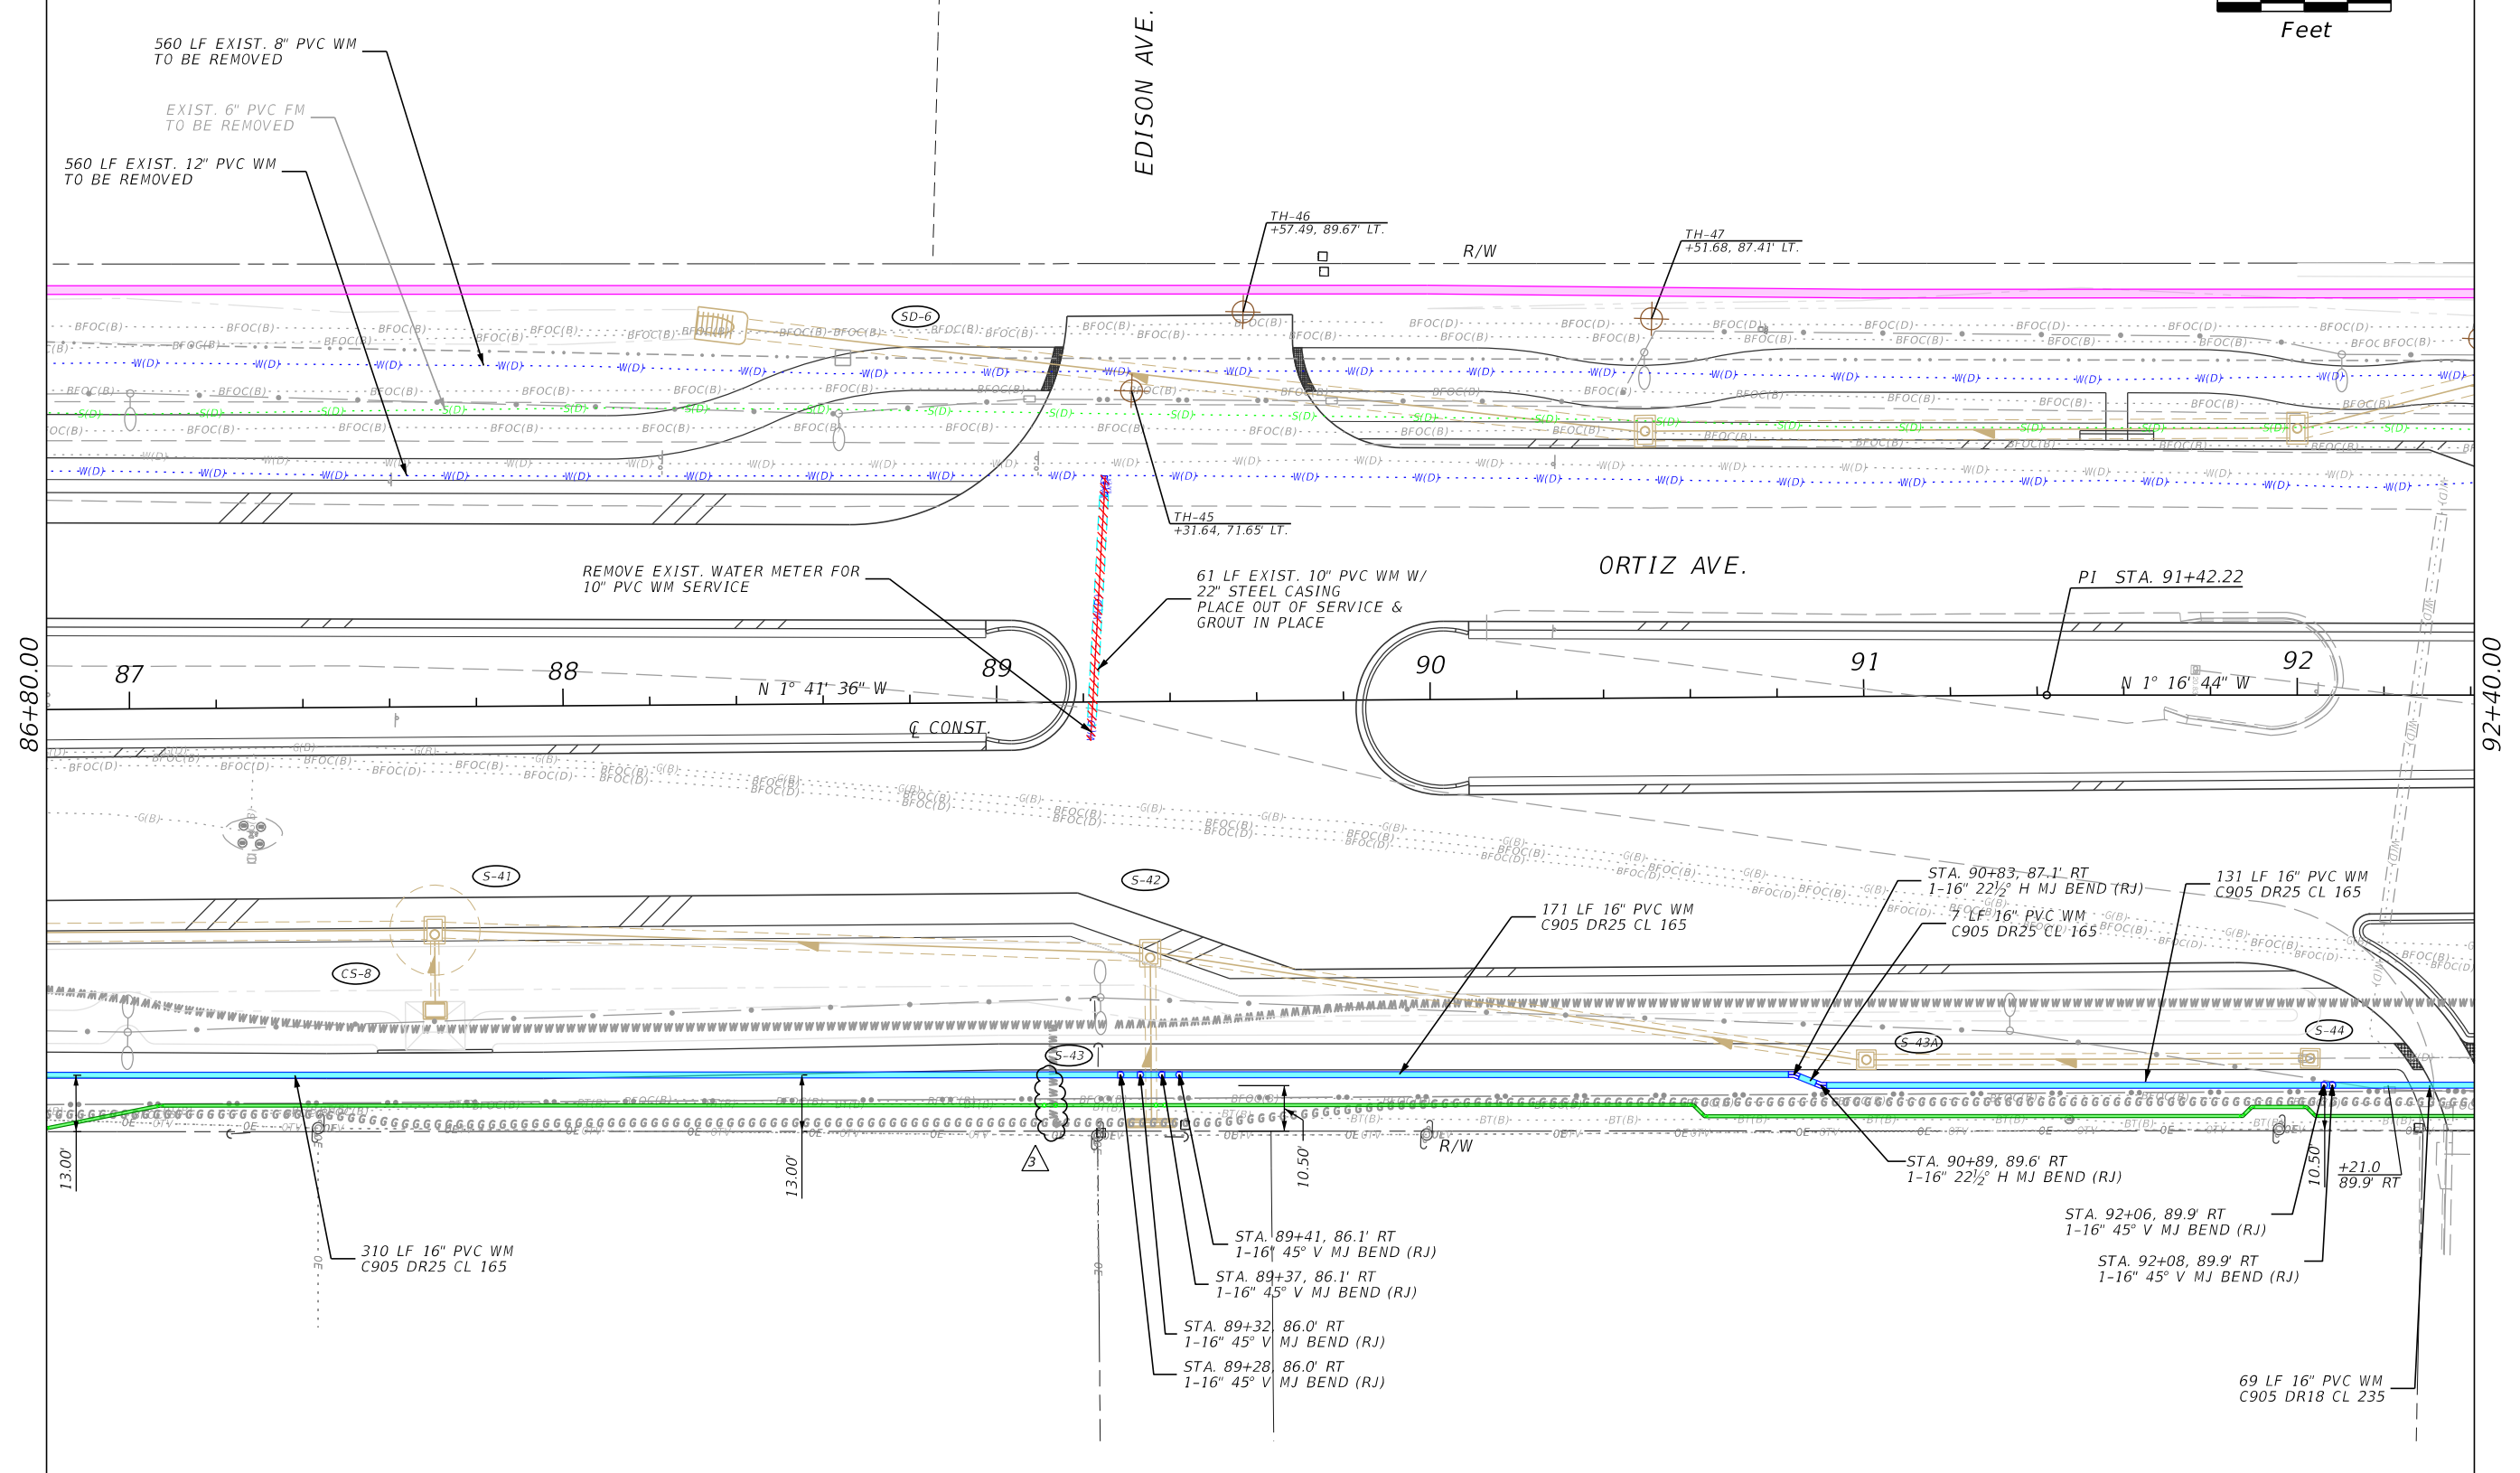 Feet
EDISON AVE.
560 LF EXIST. 8" PVC WM
TO BE REMOVED
EXIST. 6" PVC FM
TO BE REMOVED
560 LF EXIST. 12" PVC WM
TO BE REMOVED
TH-46
+57.49, 89.67' LT.
TH-47
+51.68, 87.41' LT.
R/W
SD-6
TH-45
+31.64, 71.65' LT.
REMOVE EXIST. WATER METER FOR
10" PVC WM SERVICE
61 LF EXIST. 10" PVC WM W/
22" STEEL CASING
PLACE OUT OF SERVICE &
GROUT IN PLACE
ORTIZ AVE.
PI STA. 91+42.22
86+80.00
87
88
89
90
91
92
92+40.00
N 1° 41' 36" W
N 1° 16' 44" W
℄ CONST.
S-41
S-42
CS-8
S-43
S-43A
S-44
171 LF 16" PVC WM
C905 DR25 CL 165
STA. 90+83, 87.1' RT
1-16" 22½° H MJ BEND (RJ)
7 LF 16" PVC WM
C905 DR25 CL 165
131 LF 16" PVC WM
C905 DR25 CL 165
13.00'
13.00'
3
10.50'
R/W
10.50'
+21.0
89.9' RT
STA. 90+89, 89.6' RT
1-16" 22½° H MJ BEND (RJ)
STA. 92+06, 89.9' RT
1-16" 45° V MJ BEND (RJ)
STA. 92+08, 89.9' RT
1-16" 45° V MJ BEND (RJ)
310 LF 16" PVC WM
C905 DR25 CL 165
STA. 89+41, 86.1' RT
1-16" 45° V MJ BEND (RJ)
STA. 89+37, 86.1' RT
1-16" 45° V MJ BEND (RJ)
STA. 89+32, 86.0' RT
1-16" 45° V MJ BEND (RJ)
STA. 89+28, 86.0' RT
1-16" 45° V MJ BEND (RJ)
69 LF 16" PVC WM
C905 DR18 CL 235